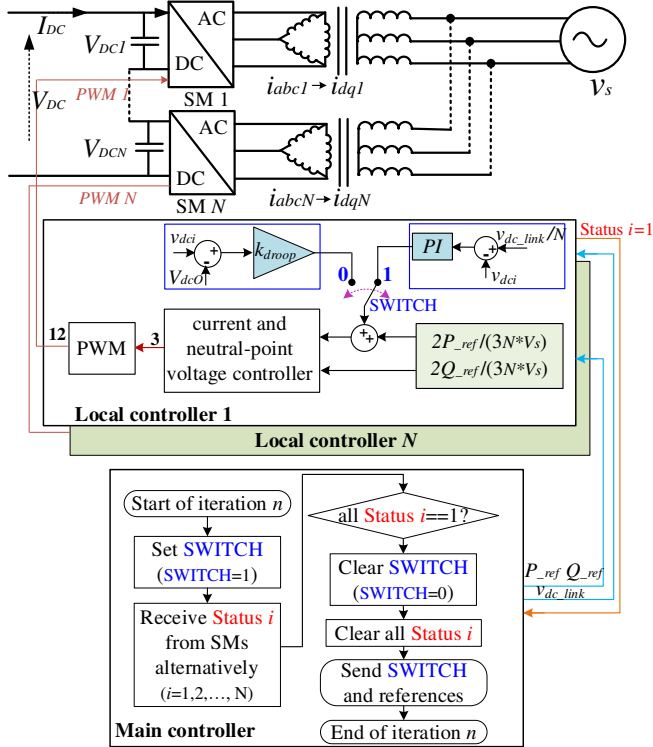 I_DC
V_DC1
AC
DC
SM 1
i_abc1→i_dq1
v_s
V_DC
PWM 1
V_DCN
AC
DC
SM N
i_abcN→i_dqN
PWM N
v_dci
V_dc0
k_droop
0
1
SWITCH
PI
v_dc_link/N
v_dci
Status i=1
12
PWM
3
current and
neutral-point
voltage controller
2P_ref/(3N*V_s)
2Q_ref/(3N*V_s)
Local controller 1
Local controller N
Start of iteration n
Set SWITCH
(SWITCH=1)
Receive Status i
from SMs
alternatively
(i=1,2,…, N)
all Status i==1?
Clear SWITCH
(SWITCH=0)
Clear all Status i
Send SWITCH
and references
End of iteration n
Main controller
P_ref Q_ref
v_dc_link